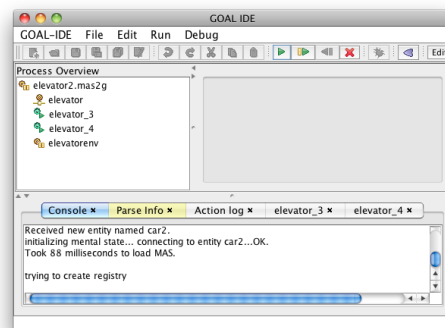 GOAL IDE
GOAL-IDE File Edit Run Debug
Edi
Process Overview
elevator2.mas2g
elevator
elevator_3
elevator_4
elevatorenv
Console × Parse Info × Action log × elevator_3 × elevator_4 ×
Received new entity named car2.
initializing mental state... connecting to entity car2...OK.
Took 88 milliseconds to load MAS.
trying to create registry